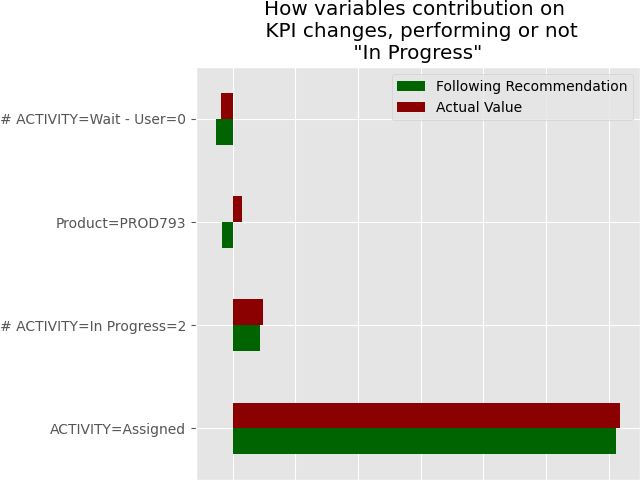 How variables contribution on
KPI changes, performing or not
"In Progress"
Following Recommendation
Actual Value
# ACTIVITY=Wait - User=0
Product=PROD793
# ACTIVITY=In Progress=2
ACTIVITY=Assigned